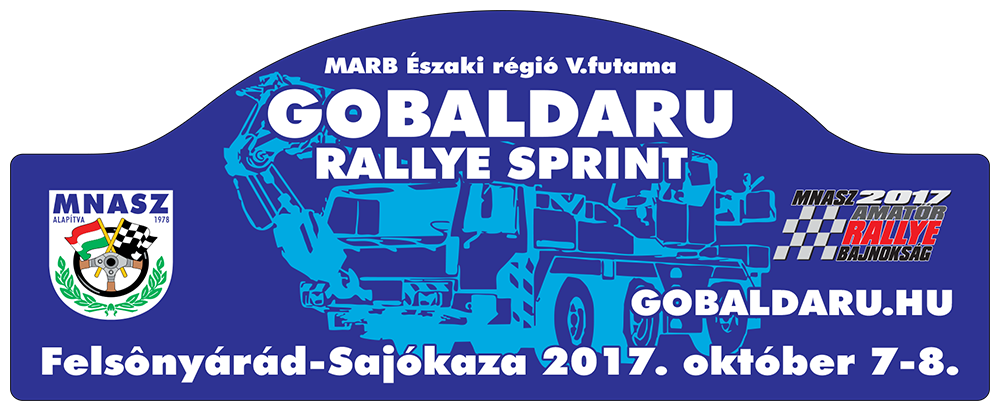 MARB Északi régió V.futama
GOBALDARU
RALLYE SPRINT
MNASZ
ALAPÍTVA 1978
MNASZ 2017
AMATŐR
RALLYE
BAJNOKSÁG
GOBALDARU.HU
Felsônyárád-Sajókaza 2017. október 7-8.